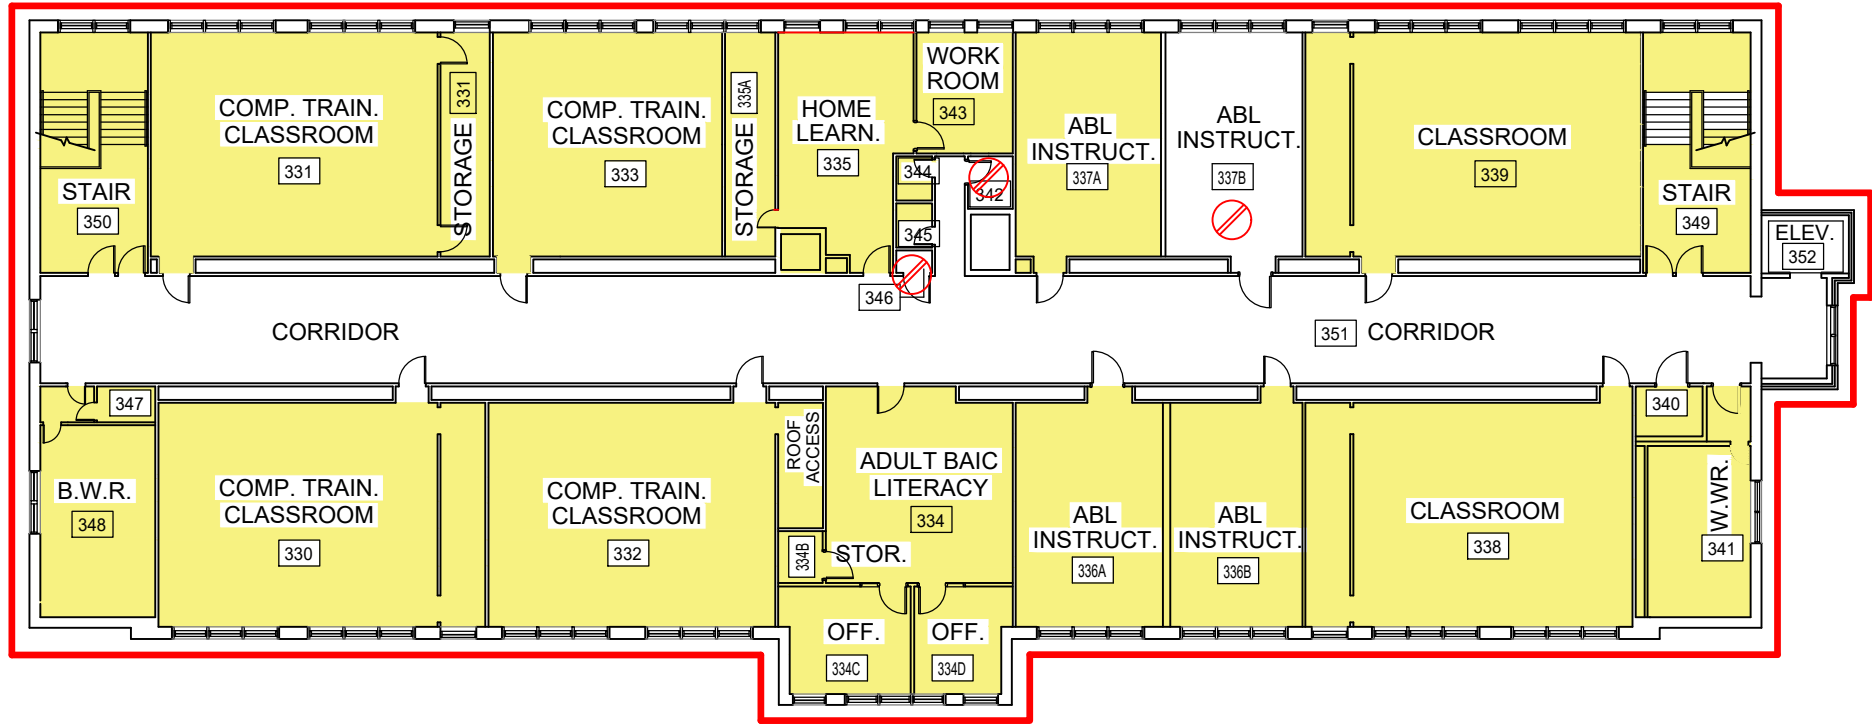 COMP. TRAIN.
CLASSROOM
331
331
STORAGE
COMP. TRAIN.
CLASSROOM
333
335A
STORAGE
HOME
LEARN.
335
WORK
ROOM
343
344
345
342
346
ABL
INSTRUCT.
337A
ABL
INSTRUCT.
337B
CLASSROOM
339
STAIR
350
STAIR
349
ELEV.
352
CORRIDOR
351
CORRIDOR
347
B.W.R.
348
COMP. TRAIN.
CLASSROOM
330
COMP. TRAIN.
CLASSROOM
332
ROOF
ACCESS
334B
STOR.
ADULT BAIC
LITERACY
334
OFF.
334C
OFF.
334D
ABL
INSTRUCT.
336A
ABL
INSTRUCT.
336B
CLASSROOM
338
340
W.WR.
341